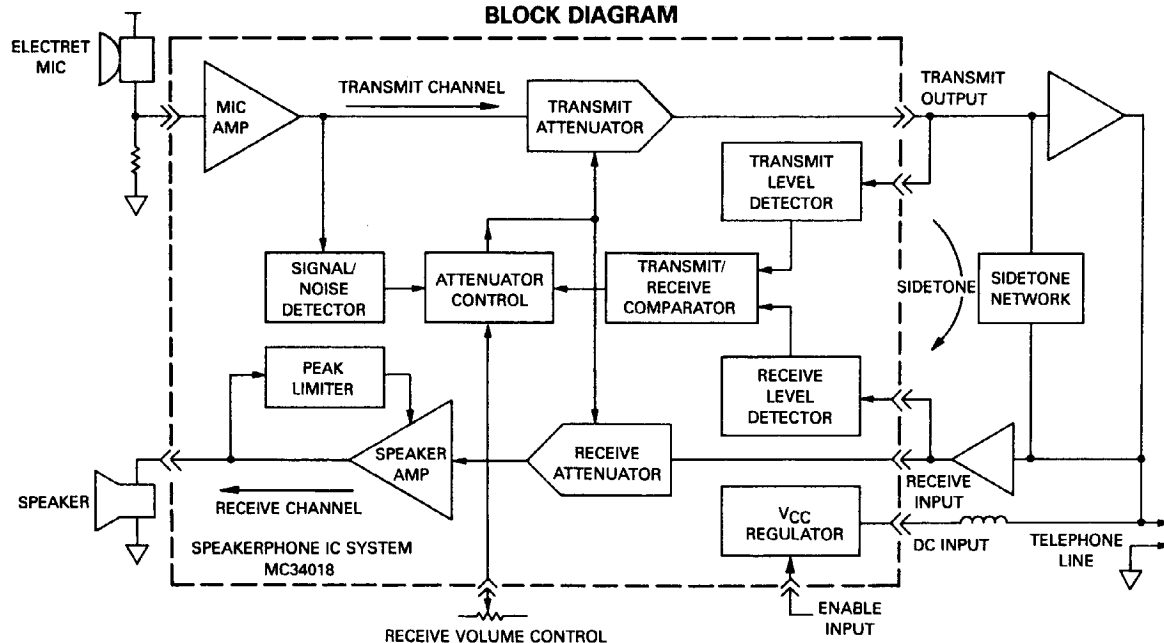 BLOCK DIAGRAM
ELECTRET
MIC
MIC
AMP
TRANSMIT CHANNEL
TRANSMIT
ATTENUATOR
TRANSMIT
OUTPUT
TRANSMIT
LEVEL
DETECTOR
SIGNAL/
NOISE
DETECTOR
ATTENUATOR
CONTROL
TRANSMIT/
RECEIVE
COMPARATOR
SIDETONE
SIDETONE
NETWORK
PEAK
LIMITER
RECEIVE
LEVEL
DETECTOR
SPEAKER
AMP
RECEIVE
ATTENUATOR
RECEIVE
INPUT
SPEAKER
RECEIVE CHANNEL
VCC
REGULATOR
DC INPUT
TELEPHONE
LINE
SPEAKERPHONE IC SYSTEM
MC34018
ENABLE
INPUT
RECEIVE VOLUME CONTROL